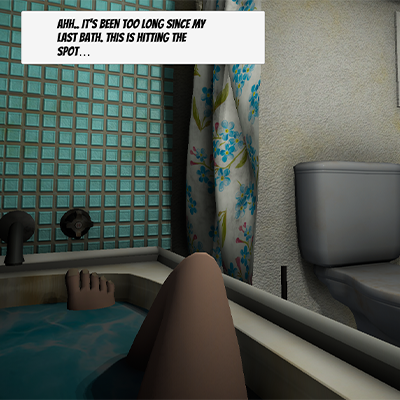 AHH.. IT'S BEEN TOO LONG SINCE MY
LAST BATH. THIS IS HITTING THE
SPOT...